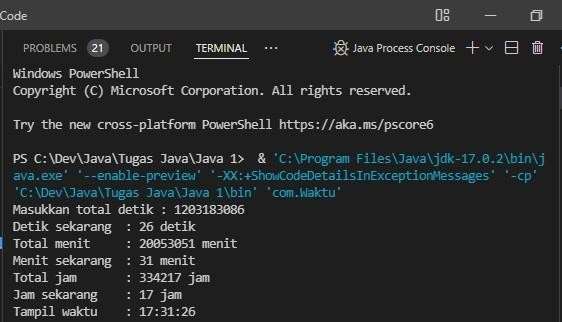 Code
PROBLEMS 21 OUTPUT TERMINAL ··· Java Process Console
Windows PowerShell
Copyright (C) Microsoft Corporation. All rights reserved.
Try the new cross-platform PowerShell https://aka.ms/pscore6
PS C:\Dev\Java\Tugas Java\Java 1>  & 'C:\Program Files\Java\jdk-17.0.2\bin\j
ava.exe' '--enable-preview' '-XX:+ShowCodeDetailsInExceptionMessages' '-cp'
'C:\Dev\Java\Tugas Java\Java 1\bin' 'com.Waktu'
Masukkan total detik : 1203183086
Detik sekarang  : 26 detik
Total menit     : 20053051 menit
Menit sekarang  : 31 menit
Total jam       : 334217 jam
Jam sekarang    : 17 jam
Tampil waktu    : 17:31:26